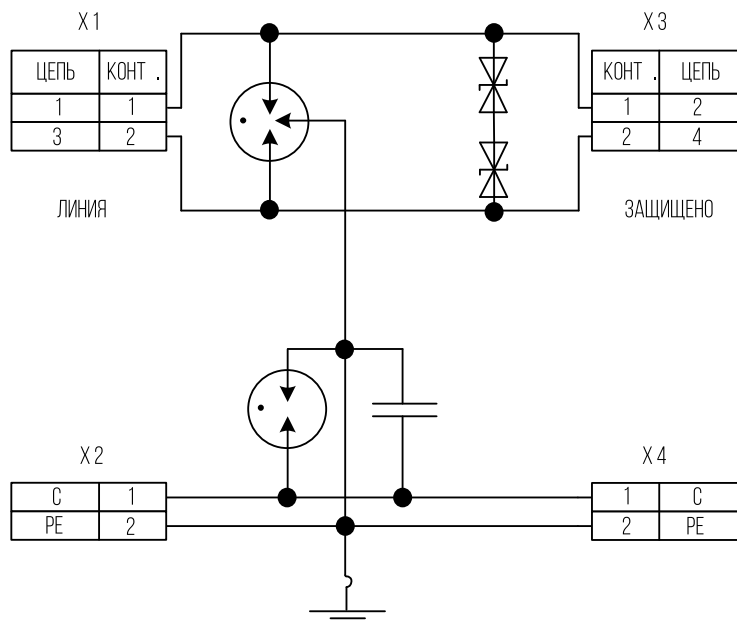 X1
X3
ЦЕПЬ КОНТ .
КОНТ . ЦЕПЬ
1 1
1 2
3 2
2 4
ЛИНИЯ
ЗАЩИЩЕНО
X2
X4
C 1
1 C
PE 2
2 PE